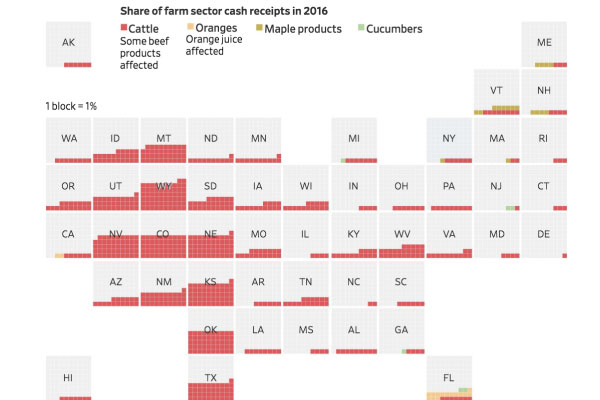 Share of farm sector cash receipts in 2016
Cattle Oranges Maple products Cucumbers
Some beef Orange juice
products affected
affected
AK ME
VT NH
1 block = 1%
WA ID MT ND MN MI NY MA RI
OR UT WY SD IA WI IN OH PA NJ CT
CA NV CO NE MO IL KY WV VA MD DE
AZ NM KS AR TN NC SC
OK LA MS AL GA
HI TX FL